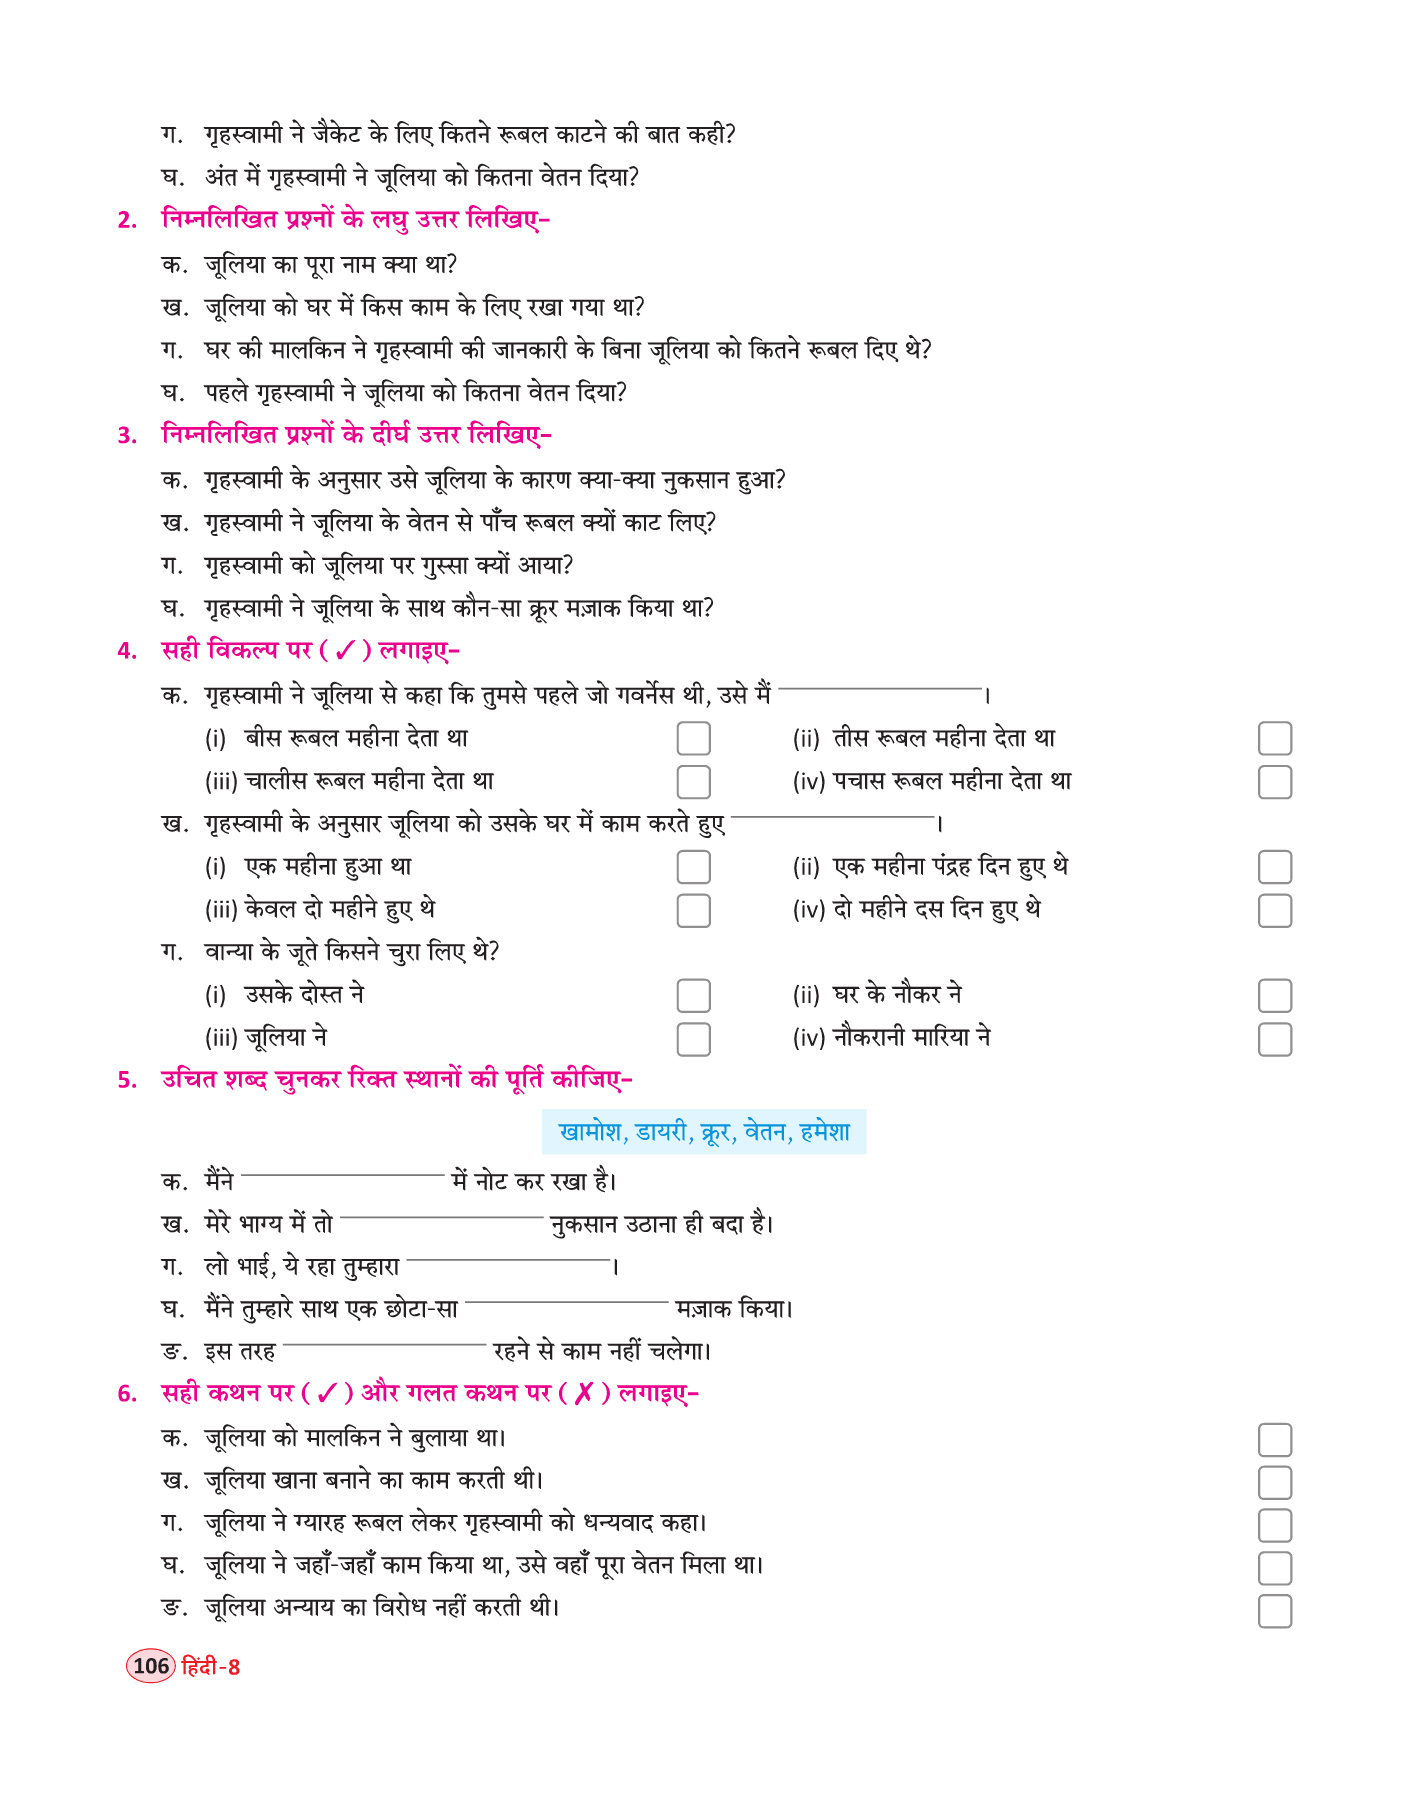 ग. गृहस्वामी ने जैकेट के लिए कितने रूबल काटने की बात कही?
घ. अंत में गृहस्वामी ने जूलिया को कितना वेतन दिया?
2. निम्नलिखित प्रश्नों के लघु उत्तर लिखिए–
क. जूलिया का पूरा नाम क्या था?
ख. जूलिया को घर में किस काम के लिए रखा गया था?
ग. घर की मालकिन ने गृहस्वामी की जानकारी के बिना जूलिया को कितने रूबल दिए थे?
घ. पहले गृहस्वामी ने जूलिया को कितना वेतन दिया?
3. निम्नलिखित प्रश्नों के दीर्घ उत्तर लिखिए–
क. गृहस्वामी के अनुसार उसे जूलिया के कारण क्या-क्या नुकसान हुआ?
ख. गृहस्वामी ने जूलिया के वेतन से पाँच रूबल क्यों काट लिए?
ग. गृहस्वामी को जूलिया पर गुस्सा क्यों आया?
घ. गृहस्वामी ने जूलिया के साथ कौन-सा क्रूर मज़ाक किया था?
4. सही विकल्प पर (✓) लगाइए–
क. गृहस्वामी ने जूलिया से कहा कि तुमसे पहले जो गवर्नेस थी, उसे मैं ____________।
(i) बीस रूबल महीना देता था (ii) तीस रूबल महीना देता था
(iii) चालीस रूबल महीना देता था (iv) पचास रूबल महीना देता था
ख. गृहस्वामी के अनुसार जूलिया को उसके घर में काम करते हुए ____________।
(i) एक महीना हुआ था (ii) एक महीना पंद्रह दिन हुए थे
(iii) केवल दो महीने हुए थे (iv) दो महीने दस दिन हुए थे
ग. वान्या के जूते किसने चुरा लिए थे?
(i) उसके दोस्त ने (ii) घर के नौकर ने
(iii) जूलिया ने (iv) नौकरानी मारिया ने
5. उचित शब्द चुनकर रिक्त स्थानों की पूर्ति कीजिए–
खामोश, डायरी, क्रूर, वेतन, हमेशा
क. मैंने ____________ में नोट कर रखा है।
ख. मेरे भाग्य में तो ____________ नुकसान उठाना ही बदा है।
ग. लो भाई, ये रहा तुम्हारा ____________।
घ. मैंने तुम्हारे साथ एक छोटा-सा ____________ मज़ाक किया।
ङ. इस तरह ____________ रहने से काम नहीं चलेगा।
6. सही कथन पर (✓) और गलत कथन पर (✗) लगाइए–
क. जूलिया को मालकिन ने बुलाया था।
ख. जूलिया खाना बनाने का काम करती थी।
ग. जूलिया ने ग्यारह रूबल लेकर गृहस्वामी को धन्यवाद कहा।
घ. जूलिया ने जहाँ-जहाँ काम किया था, उसे वहाँ पूरा वेतन मिला था।
ङ. जूलिया अन्याय का विरोध नहीं करती थी।
106 हिंदी-8